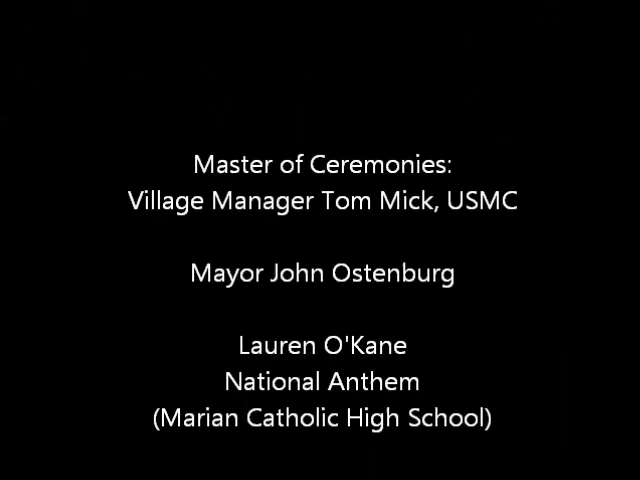 Master of Ceremonies:
Village Manager Tom Mick, USMC
Mayor John Ostenburg
Lauren O'Kane
National Anthem
(Marian Catholic High School)